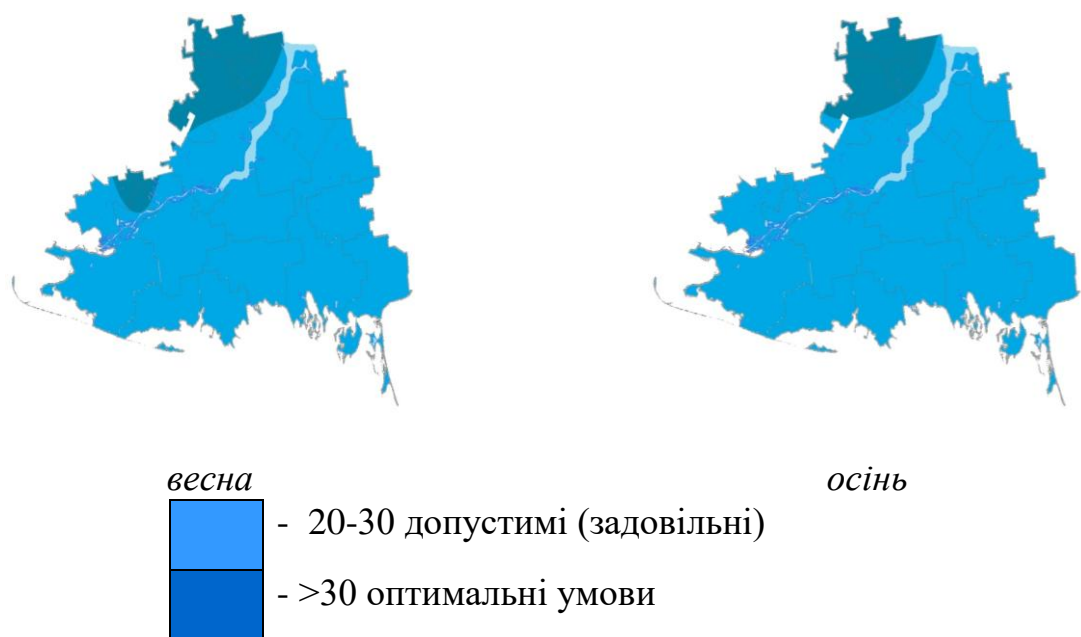 весна осінь
- 20-30 допустимі (задовільні)
- >30 оптимальні умови